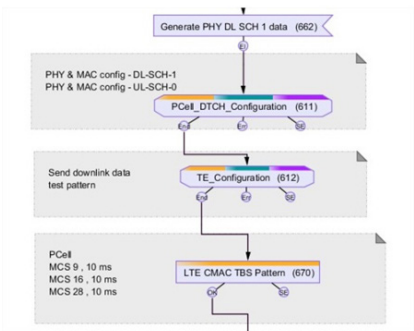 Generate PHY DL SCH 1 data (662)
PHY & MAC config - DL-SCH-1
PHY & MAC config - UL-SCH-0
PCell_DTCH_Configuration (611)
End
Err
SE
Send downlink data
test pattern
TE_Configuration (612)
End
Err
SE
PCell
MCS 9 , 10 ms
MCS 16 , 10 ms
MCS 28 , 10 ms
LTE CMAC TBS Pattern (670)
OK
SE